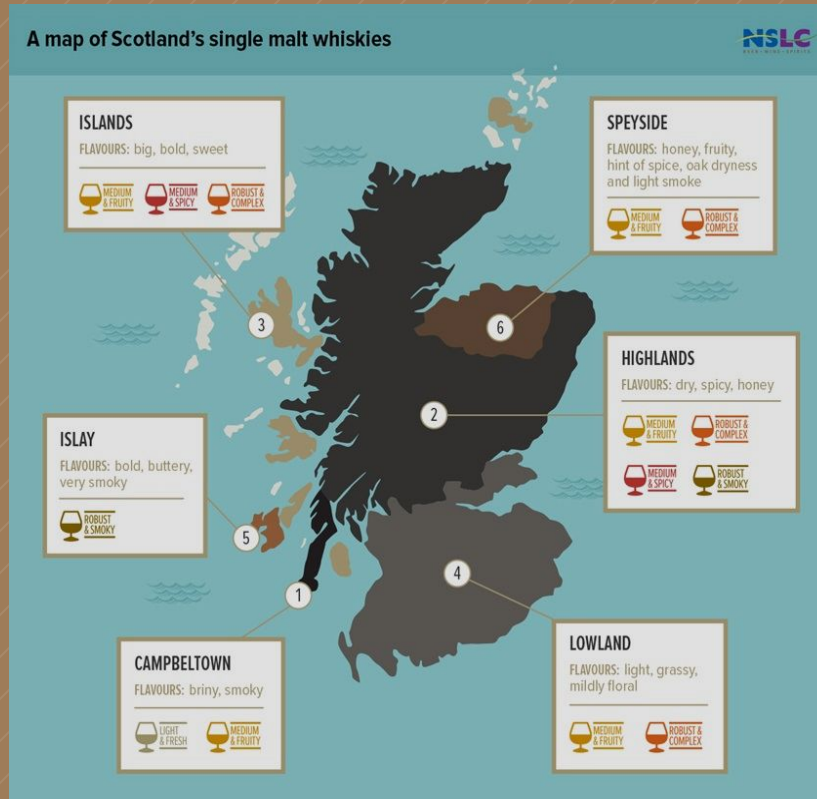 A map of Scotland's single malt whiskies
NSLC
BEER • WINE • SPIRITS
ISLANDS
FLAVOURS: big, bold, sweet
MEDIUM
& FRUITY
MEDIUM
& SPICY
ROBUST &
COMPLEX
SPEYSIDE
FLAVOURS: honey, fruity,
hint of spice, oak dryness
and light smoke
MEDIUM
& FRUITY
ROBUST &
COMPLEX
3
6
HIGHLANDS
FLAVOURS: dry, spicy, honey
MEDIUM
& FRUITY
ROBUST &
COMPLEX
MEDIUM
& SPICY
ROBUST
& SMOKY
2
ISLAY
FLAVOURS: bold, buttery,
very smoky
ROBUST
& SMOKY
5
4
1
CAMPBELTOWN
FLAVOURS: briny, smoky
LIGHT
& FRESH
MEDIUM
& FRUITY
LOWLAND
FLAVOURS: light, grassy,
mildly floral
MEDIUM
& FRUITY
ROBUST &
COMPLEX